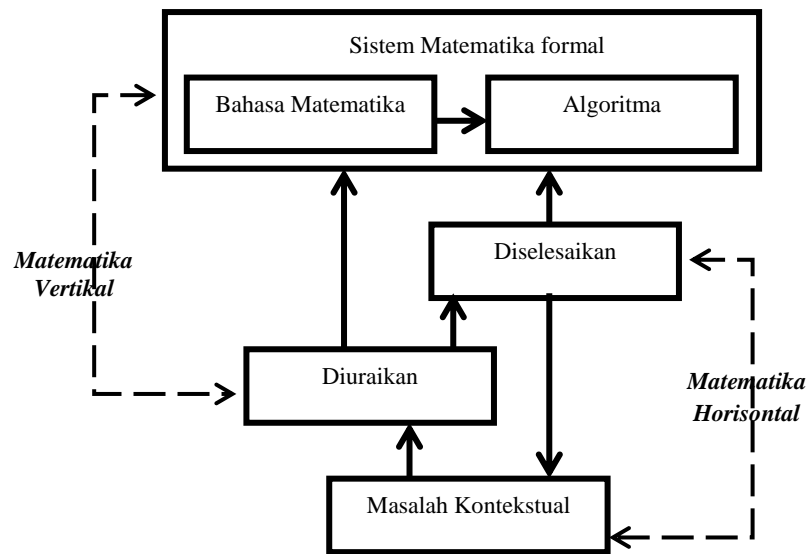 Sistem Matematika formal
Bahasa Matematika
Algoritma
Diselesaikan
Matematika
Vertikal
Diuraikan
Matematika
Horisontal
Masalah Kontekstual